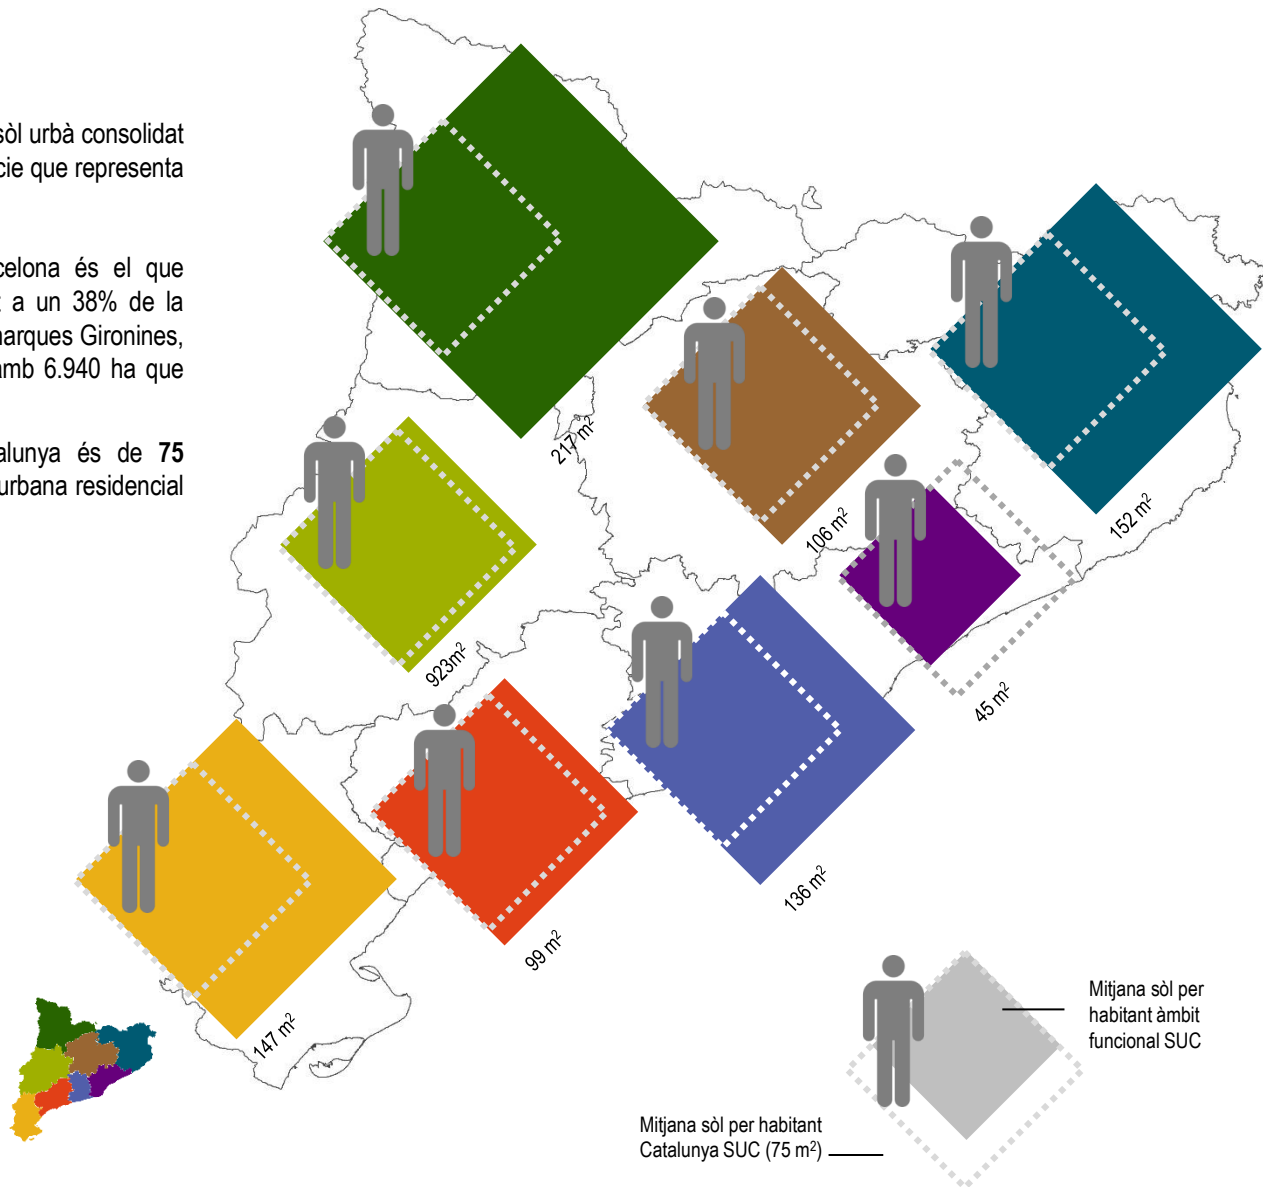 sòl urbà consolidat
cie que representa
celona és el que
a un 38% de la
marques Gironines,
amb 6.940 ha que
alunya és de 75
urbana residencial
217 m²
106 m²
152 m²
923m²
45 m²
136 m²
99 m²
147 m²
Mitjana sòl per
habitant àmbit
funcional SUC
Mitjana sòl per habitant
Catalunya SUC (75 m²)